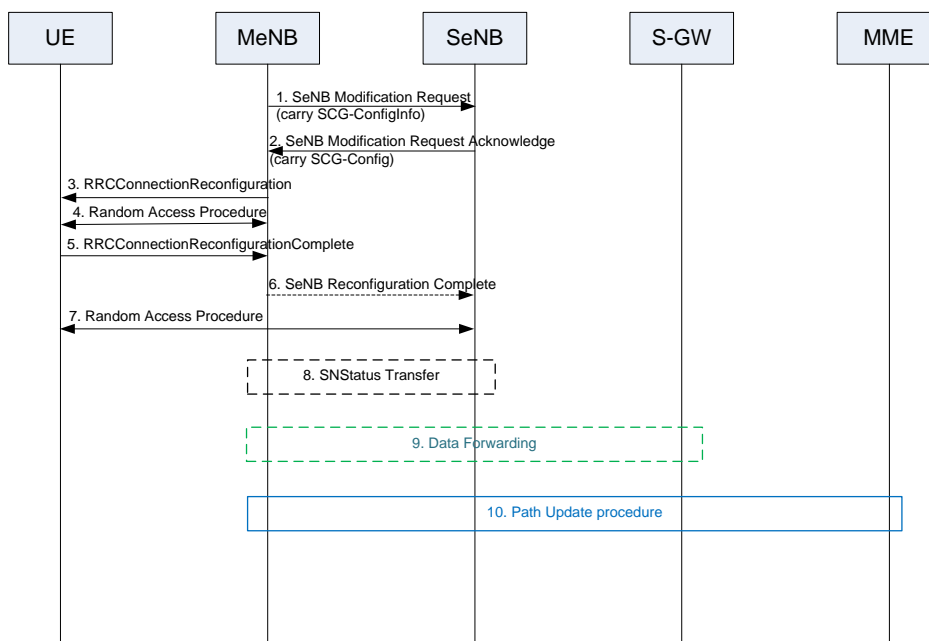 UE
MeNB
SeNB
S-GW
MME
1. SeNB Modification Request
(carry SCG-ConfigInfo)
2. SeNB Modification Request Acknowledge
(carry SCG-Config)
3. RRCConnectionReconfiguration
4. Random Access Procedure
5. RRCConnectionReconfigurationComplete
6. SeNB Reconfiguration Complete
7. Random Access Procedure
8. SNStatus Transfer
9. Data Forwarding
10. Path Update procedure